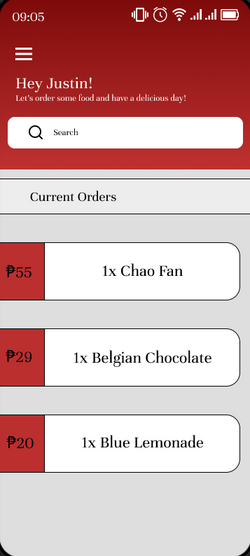 09:05
Hey Justin!
Let's order some food and have a delicious day!
Search
Current Orders
₱55
1x Chao Fan
₱29
1x Belgian Chocolate
₱20
1x Blue Lemonade